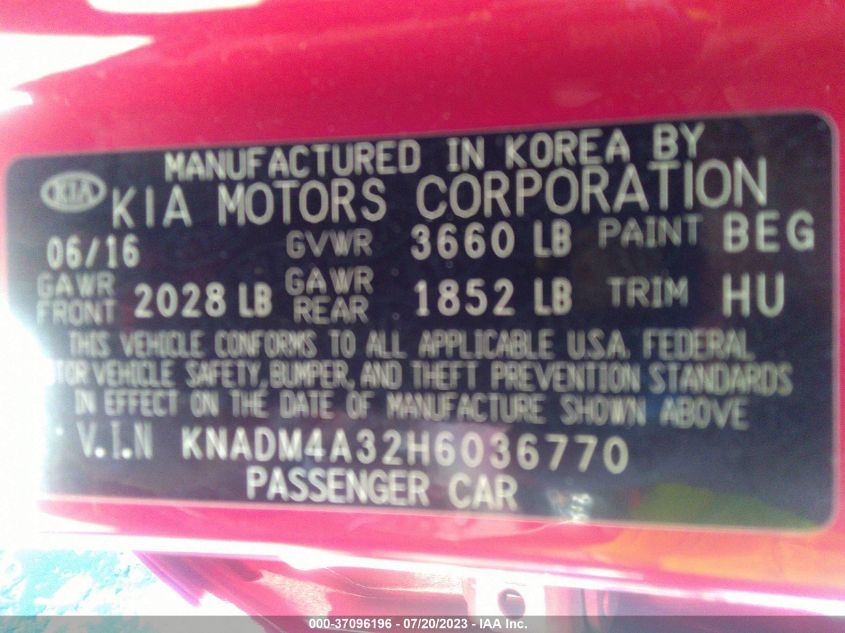 MANUFACTURED IN KOREA BY
KIA KIA MOTORS CORPORATION
06/16 GVWR 3660 LB PAINT BEG
GAWR FRONT 2028 LB GAWR REAR 1852 LB TRIM HU
THIS VEHICLE CONFORMS TO ALL APPLICABLE U.S.A. FEDERAL
TOR VEHICLE SAFETY, BUMPER, AND THEFT PREVENTION STANDARDS
IN EFFECT ON THE DATE OF MANUFACTURE SHOWN ABOVE
V.I.N KNADM4A32H6036770
PASSENGER CAR
000-37096196 - 07/20/2023 - IAA Inc.